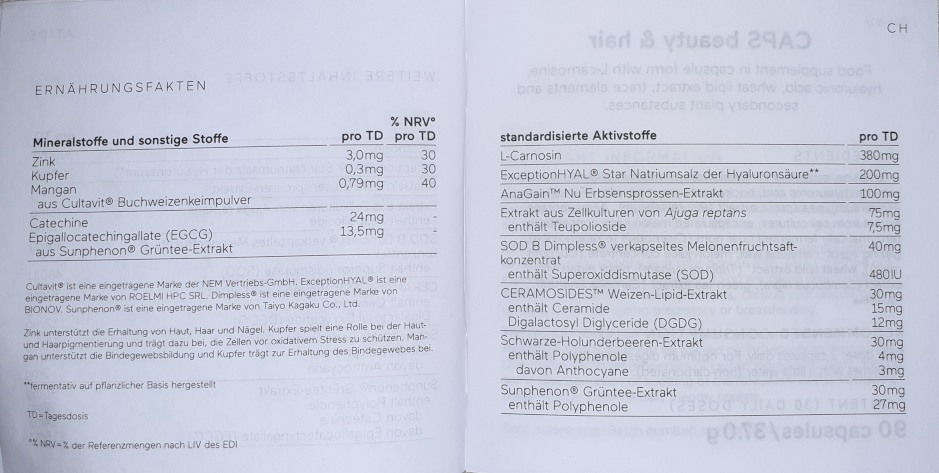 CH
ERNÄHRUNGSFAKTEN
% NRV°
Mineralstoffe und sonstige Stoffe pro TD pro TD
Zink 3,0mg 30
Kupfer 0,3mg 30
Mangan 0,79mg 40
aus Cultavit® Buchweizenkeimpulver
Catechine 24mg -
Epigallocatechingallate (EGCG) 13,5mg -
aus Sunphenon® Grüntee-Extrakt
Cultavit® ist eine eingetragene Marke der NEM Vertriebs-GmbH. ExceptionHYAL® ist eine
eingetragene Marke von ROELMI HPC SRL. Dimpless® ist eine eingetragene Marke von
BIONOV. Sunphenon® ist eine eingetragene Marke von Taiyo Kagaku Co., Ltd.
Zink unterstützt die Erhaltung von Haut, Haar und Nägel. Kupfer spielt eine Rolle bei der Haut-
und Haarpigmentierung und trägt dazu bei, die Zellen vor oxidativem Stress zu schützen. Man-
gan unterstützt die Bindegewebsbildung und Kupfer trägt zur Erhaltung des Bindegewebes bei.
**fermentativ auf pflanzlicher Basis hergestellt
TD=Tagesdosis
°% NRV=% der Referenzmengen nach LIV des EDI
standardisierte Aktivstoffe pro TD
L-Carnosin 380mg
ExceptionHYAL® Star Natriumsalz der Hyaluronsäure** 200mg
AnaGain™ Nu Erbsensprossen-Extrakt 100mg
Extrakt aus Zellkulturen von Ajuga reptans 75mg
enthält Teupolioside 7,5mg
SOD B Dimpless® verkapseltes Melonenfruchtsaft- 40mg
konzentrat
enthält Superoxiddismutase (SOD) 480IU
CERAMOSIDES™ Weizen-Lipid-Extrakt 30mg
enthält Ceramide 15mg
Digalactosyl Diglyceride (DGDG) 12mg
Schwarze-Holunderbeeren-Extrakt 30mg
enthält Polyphenole 4mg
davon Anthocyane 3mg
Sunphenon® Grüntee-Extrakt 30mg
enthält Polyphenole 27mg